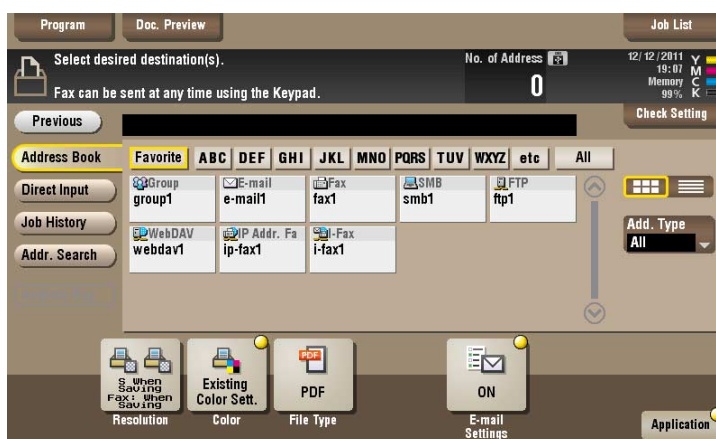 Program
Doc. Preview
Job List
Select desired destination(s).
Fax can be sent at any time using the Keypad.
No. of Address
0
12/12/2011
19:07
Memory
99%
Y
M
C
K
Previous
Check Setting
Address Book
Favorite ABC DEF GHI JKL MNO PQRS TUV WXYZ etc All
Direct Input
Job History
Addr. Search
Group
group1
E-mail
e-mail1
Fax
fax1
SMB
smb1
FTP
ftp1
WebDAV
webdav1
IP Addr. Fa
ip-fax1
I-Fax
i-fax1
Add. Type
All
S When
Saving
Fax: When
Saving
Resolution
Existing
Color Sett.
Color
PDF
PDF
File Type
ON
E-mail
Settings
Application